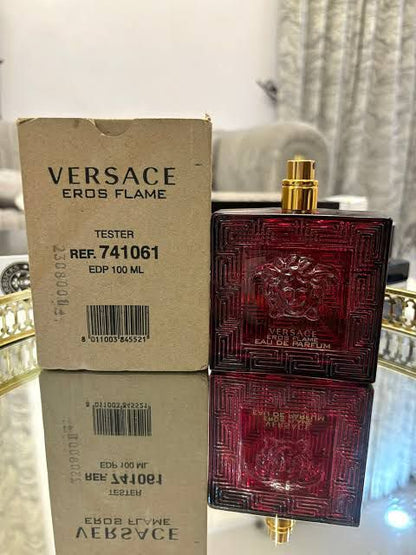 VERSACE
EROS FLAME
TESTER
REF. 741061
EDP 100 ML
8 011003 845521
VERSACE
EROS FLAME
EAU DE PARFUM